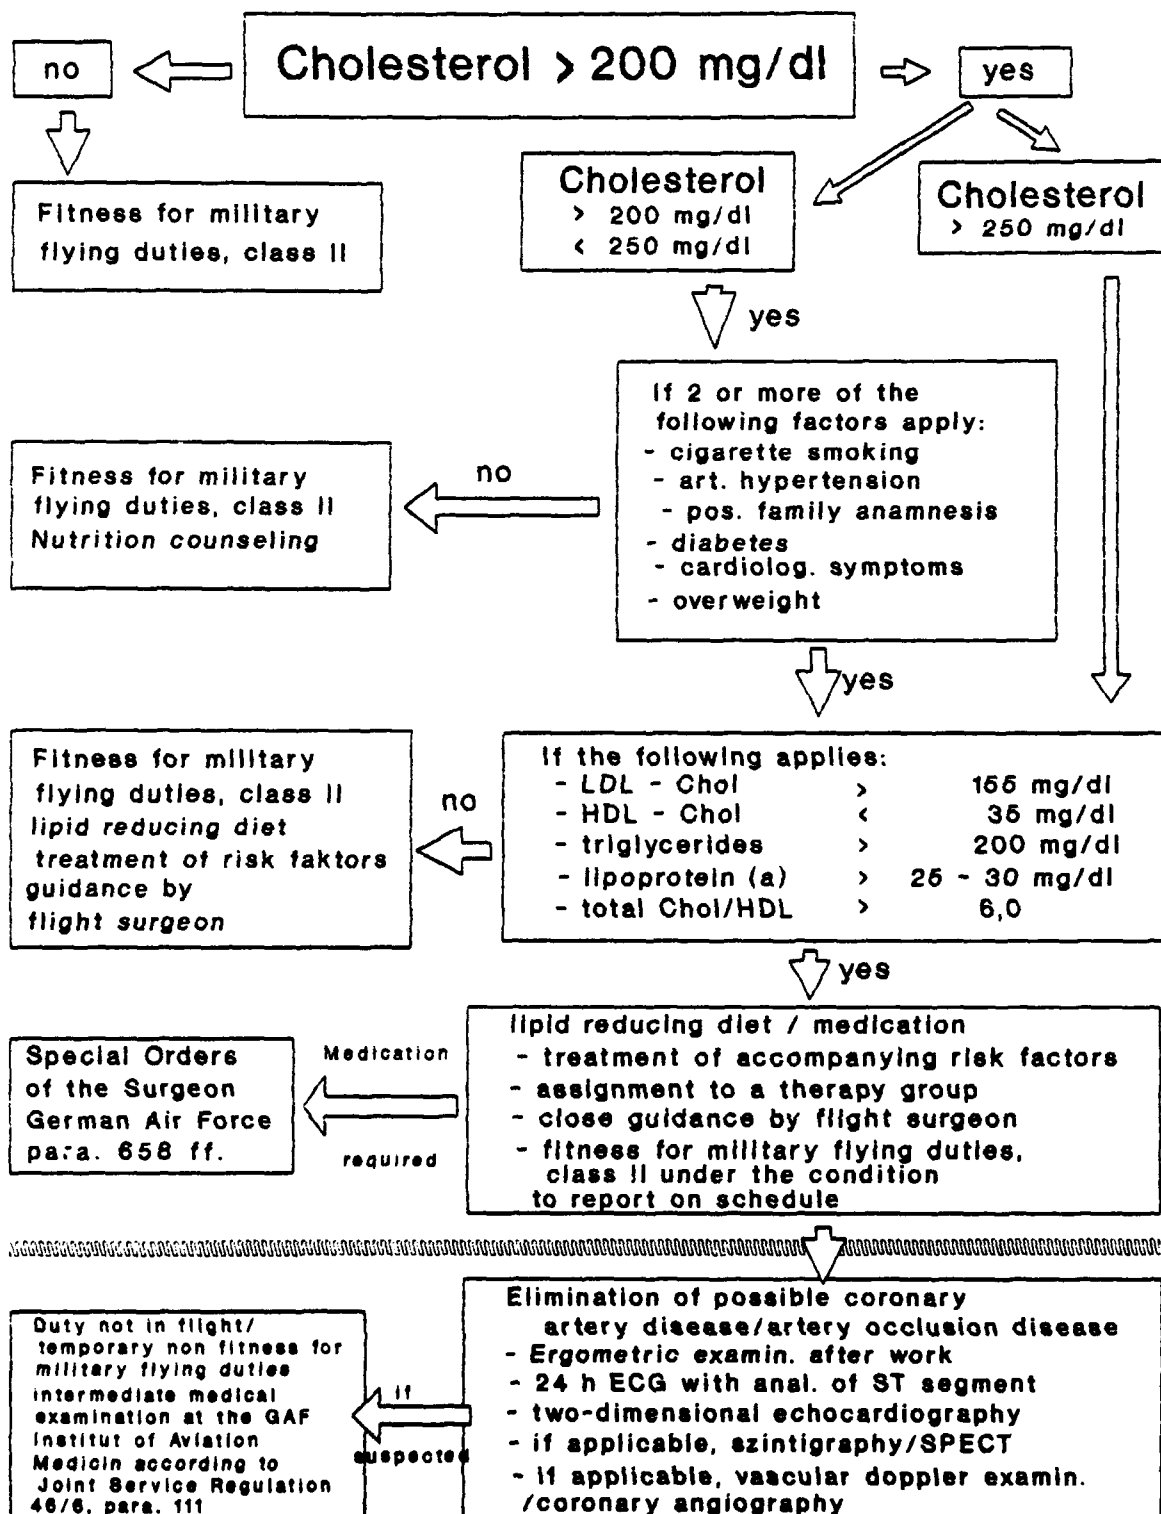 no
Cholesterol > 200 mg/dl
yes
Fitness for military
flying duties, class II
Cholesterol
> 200 mg/dl
< 250 mg/dl
Cholesterol
> 250 mg/dl
yes
If 2 or more of the
following factors apply:
- cigarette smoking
- art. hypertension
- pos. family anamnesis
- diabetes
- cardiolog. symptoms
- overweight
no
Fitness for military
flying duties, class II
Nutrition counseling
yes
If the following applies:
- LDL - Chol > 155 mg/dl
- HDL - Chol < 35 mg/dl
- triglycerides > 200 mg/dl
- lipoprotein (a) > 25 - 30 mg/dl
- total Chol/HDL > 6,0
no
Fitness for military
flying duties, class II
lipid reducing diet
treatment of risk faktors
guidance by
flight surgeon
yes
lipid reducing diet / medication
- treatment of accompanying risk factors
- assignment to a therapy group
- close guidance by flight surgeon
- fitness for military flying duties,
class II under the condition
to report on schedule
Medication
required
Special Orders
of the Surgeon
German Air Force
para. 658 ff.
Elimination of possible coronary
artery disease/artery occlusion disease
- Ergometric examin. after work
- 24 h ECG with anal. of ST segment
- two-dimensional echocardiography
- if applicable, szintigraphy/SPECT
- if applicable, vascular doppler examin.
/coronary angiography
if
suspected
Duty not in flight/
temporary non fitness for
military flying duties
intermediate medical
examination at the GAF
Institut of Aviation
Medicin according to
Joint Service Regulation
46/6, para. 111